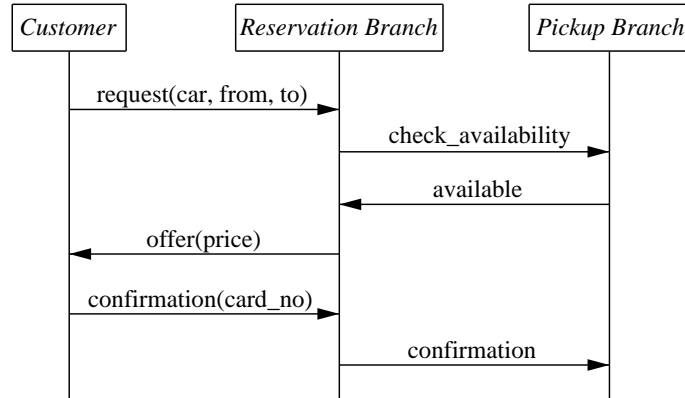 Customer
Reservation Branch
Pickup Branch
request(car, from, to)
check_availability
available
offer(price)
confirmation(card_no)
confirmation